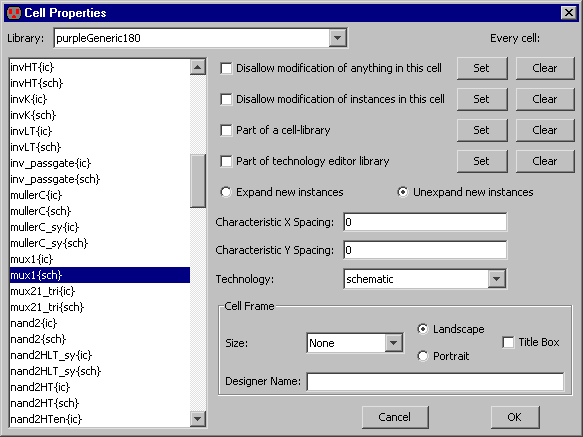 Cell Properties
Library: purpleGeneric180 Every cell:
invHT{ic}
invHT{sch}
invK{ic}
invK{sch}
invLT{ic}
invLT{sch}
inv_passgate{ic}
inv_passgate{sch}
mullerC{ic}
mullerC{sch}
mullerC_sy{ic}
mullerC_sy{sch}
mux1{ic}
mux1{sch}
mux21_tri{ic}
mux21_tri{sch}
nand2{ic}
nand2{sch}
nand2HLT_sy{ic}
nand2HLT_sy{sch}
nand2HT{ic}
nand2HT{sch}
nand2HTen{ic}
Disallow modification of anything in this cell Set Clear
Disallow modification of instances in this cell Set Clear
Part of a cell-library Set Clear
Part of technology editor library Set Clear
Expand new instances Unexpand new instances
Characteristic X Spacing: 0
Characteristic Y Spacing: 0
Technology: schematic
Cell Frame
Size: None Landscape Title Box
Portrait
Designer Name:
Cancel OK